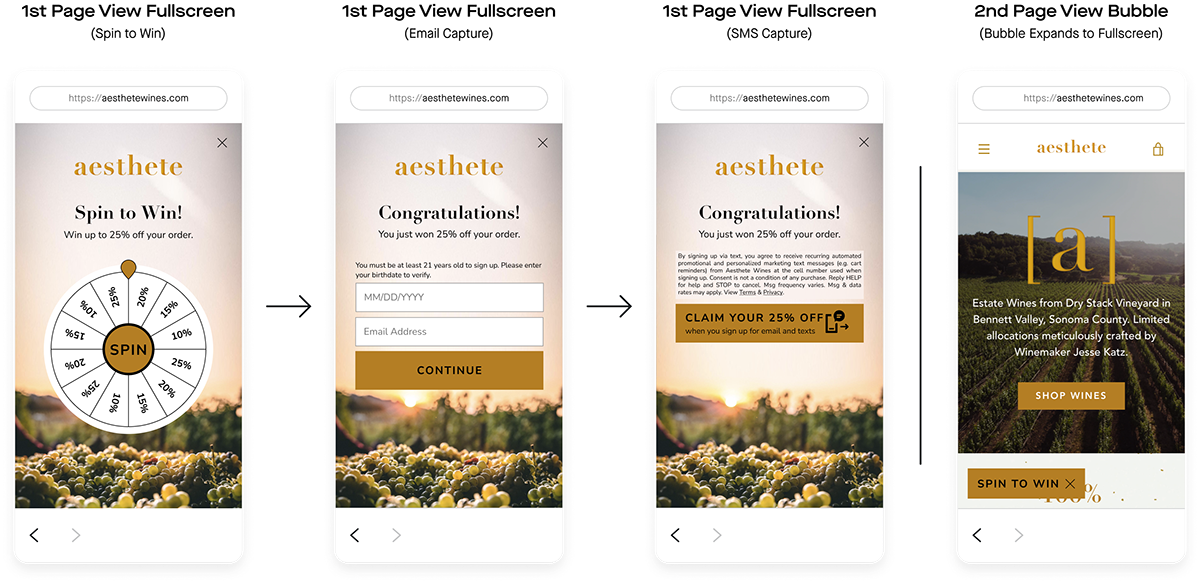 1st Page View Fullscreen
(Spin to Win)
https://aesthetewines.com
aesthete
Spin to Win!
Win up to 25% off your order.
20%
15%
10%
25%
20%
15%
10%
25%
20%
15%
10%
25%
SPIN
1st Page View Fullscreen
(Email Capture)
https://aesthetewines.com
aesthete
Congratulations!
You just won 25% off your order.
You must be at least 21 years old to sign up. Please enter
your birthdate to verify.
MM/DD/YYYY
Email Address
CONTINUE
1st Page View Fullscreen
(SMS Capture)
https://aesthetewines.com
aesthete
Congratulations!
You just won 25% off your order.
By signing up via text, you agree to receive recurring automated
promotional and personalized marketing text messages (e.g. cart
reminders) from Aesthete Wines at the cell number used when
signing up. Consent is not a condition of any purchase. Reply HELP
for help and STOP to cancel. Msg frequency varies. Msg & data
rates may apply. View Terms & Privacy.
CLAIM YOUR 25% OFF
when you sign up for email and texts
2nd Page View Bubble
(Bubble Expands to Fullscreen)
https://aesthetewines.com
aesthete
[a]
Estate Wines from Dry Stack Vineyard in
Bennett Valley, Sonoma County. Limited
allocations meticulously crafted by
Winemaker Jesse Katz.
SHOP WINES
SPIN TO WIN
100%